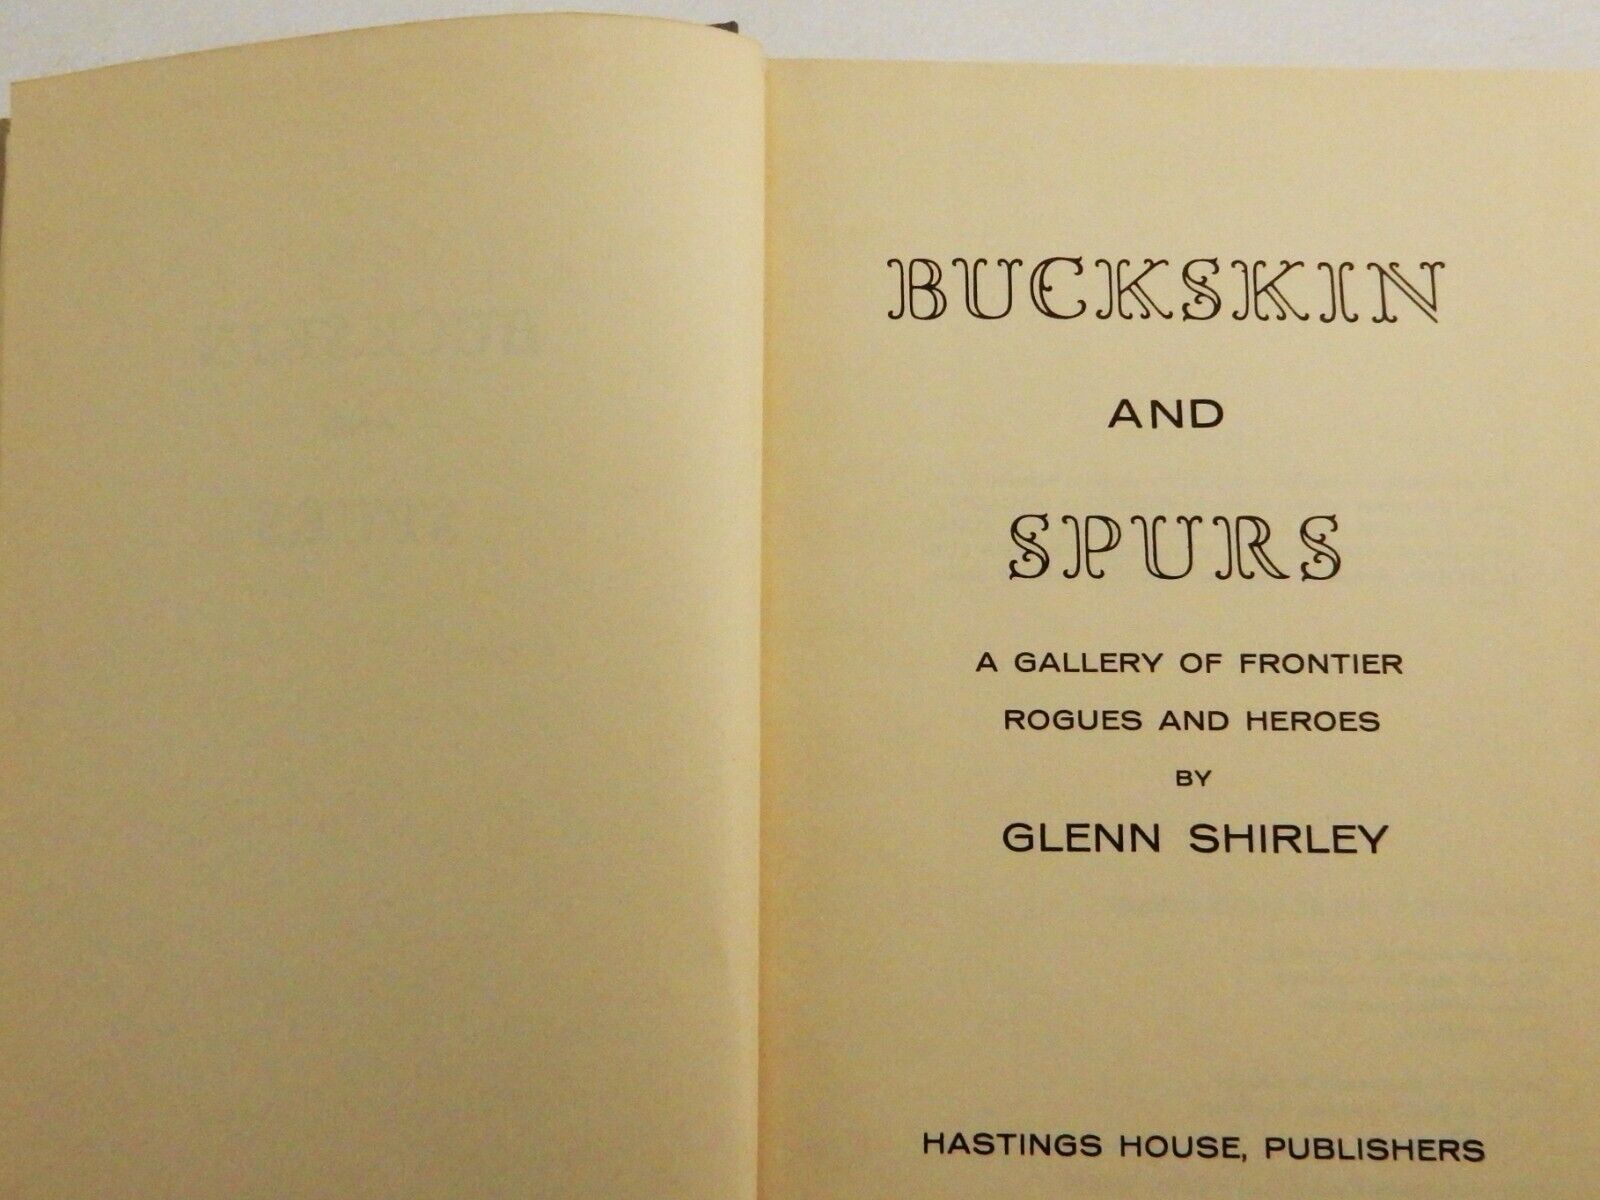 BUCKSKIN
AND
SPURS
A GALLERY OF FRONTIER
ROGUES AND HEROES
BY
GLENN SHIRLEY
HASTINGS HOUSE, PUBLISHERS